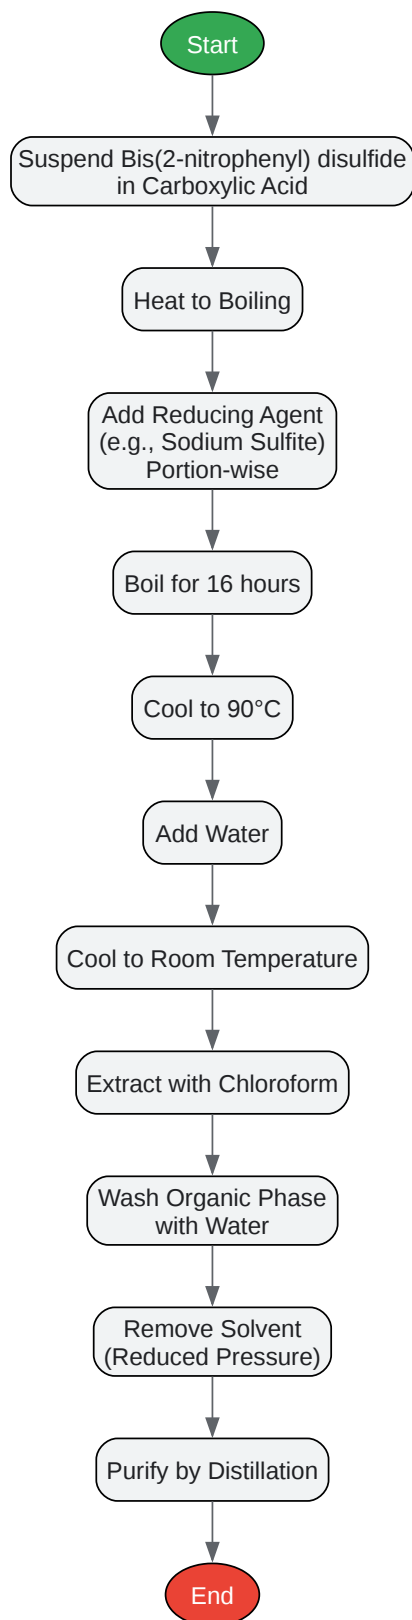 Start
Suspend Bis(2-nitrophenyl) disulfide
in Carboxylic Acid
Heat to Boiling
Add Reducing Agent
(e.g., Sodium Sulfite)
Portion-wise
Boil for 16 hours
Cool to 90°C
Add Water
Cool to Room Temperature
Extract with Chloroform
Wash Organic Phase
with Water
Remove Solvent
(Reduced Pressure)
Purify by Distillation
End